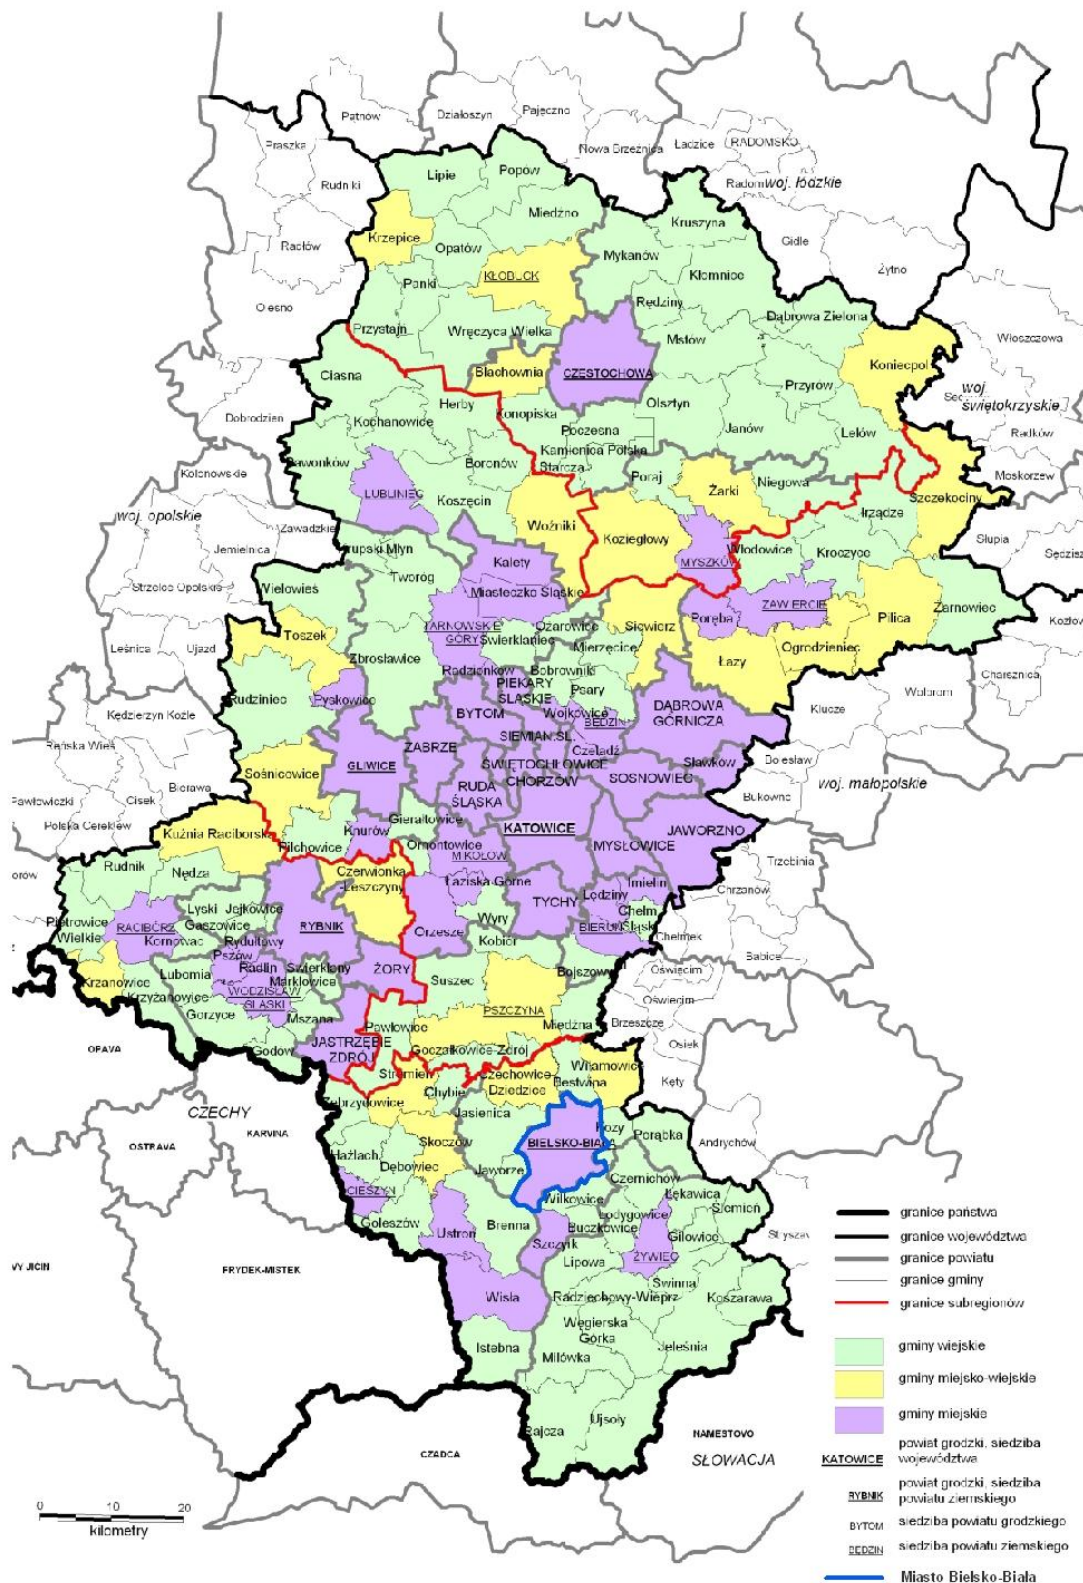 Patnów
Działoszyn
Pajęczno
Praszka
Nowa Brzeźnica
Ładzice
RADOMSKO
Rudniki
Lipie
Popów
Radom
woj. łódzkie
Miedźno
Kruszyna
Krzepice
Radłów
Opatów
Mykanów
Gidle
Żytno
KŁOBUCK
Kłomnice
Panki
Olesno
Rędziny
Dąbrowa Zielona
Przystajń
Wręczyca Wielka
Mstów
Włoszczowa
Koniecpol
Ciasna
Blachownia
CZĘSTOCHOWA
Przyrów
woj.
świętokrzyskie
Herby
Olsztyn
Konopiska
Dobrodzień
Kochanowice
Poczesna
Janów
Lelów
Radków
Kamienica Polska
Pawonków
Boronów
Starcza
Kolonowskie
Poraj
Niegowa
Moskorzew
LUBLINIEC
Koszęcin
Żarki
Szczekociny
Woźniki
Irządze
woj. opolskie
Zawadzkie
Koziegłowy
Słupia
Jemielnica
Krupski Młyn
Włodowice
Kroczyce
Kalety
MYSZKÓW
Tworóg
Strzelce Opolskie
Wielowieś
Miasteczko Śląskie
ZAWIERCIE
Żarnowiec
Poręba
Pilica
TARNOWSKIE
GÓRY
Ożarowice
Siewierz
Toszek
Świerklaniec
Mierzęcice
Leśnica
Ujazd
Ogrodzieniec
Zbrosławice
Łazy
Radzionków
Bobrowniki
Charsznica
PIEKARY
ŚLĄSKIE
Psary
Rudziniec
Pyskowice
Wolbrom
DĄBROWA
GÓRNICZA
Klucze
Kędzierzyn Koźle
BYTOM
Wojkowice
BĘDZIN
SIEMIAN.ŚL.
Reńska Wieś
ZABRZE
Czeladź
Bolesław
GLIWICE
ŚWIĘTOCHŁOWICE
Sławków
Sośnicowice
CHORZÓW
SOSNOWIEC
woj. małopolskie
RUDA
ŚLĄSKA
Bierawa
Pawłowiczki
Cisek
Bukowno
Gierałtowice
Polska Cerekiew
Kuźnia Raciborska
Knurów
KATOWICE
JAWORZNO
Pilchowice
Ornontowice
MYSŁOWICE
MIKOŁÓW
Trzebinia
Rudnik
Nędza
Czerwionka
-Leszczyny
Łaziska Górne
Imielin
Chrzanów
Lędziny
TYCHY
Lyski
Jejkowice
Chełm
Śląski
Pietrowice
Wielkie
RACIBÓRZ
Gaszowice
RYBNIK
Wyry
BIERUŃ
Orzesze
Kornowac
Rydułtowy
Kobiór
Chełmek
Pszów
Babice
Radlin
Świerklany
ŻORY
Bojszowy
Oświęcim
Krzanowice
Lubomia
Suszec
Marklowice
Krzyżanowice
WODZISŁAW
ŚLĄSKI
PSZCZYNA
Oświęcim
Gorzyce
Mszana
Pawłowice
Miedźna
Brzeszcze
JASTRZĘBIE
ZDRÓJ
Osiek
OPAVA
Godów
Goczałkowice-Zdrój
Wilamowice
Strumień
Czechowice
Dziedzice
Kęty
Bestwina
Zebrzydowice
Chybie
CZECHY
Jasienica
KARVINA
Kozy
OSTRAVA
Skoczów
BIELSKO-BIAŁA
Porąbka
Andrychów
Hażlach
Dębowiec
Jaworze
Czernichów
CIESZYN
Wilkowice
Łękawica
Ślemień
Łodygowice
Goleszów
Brenna
Buczkowice
Ustroń
Gilowice
Szczyrk
ŻYWIEC
Lipowa
FRYDEK-MISTEK
Świnna
Wisła
Radziechowy-Wieprz
Koszarawa
Węgierska
Górka
Istebna
Jeleśnia
Milówka
Ujsoły
Rajcza
NAMESTOVO
CZADCA
SŁOWACJA
granice państwa
granice województwa
granice powiatu
granice gminy
granice subregionów
gminy wiejskie
gminy miejsko-wiejskie
gminy miejskie
KATOWICE
powiat grodzki, siedziba
województwa
RYBNIK
powiat grodzki, siedziba
powiatu ziemskiego
BYTOM
siedziba powiatu grodzkiego
BĘDZIN
siedziba powiatu ziemskiego
Miasto Bielsko-Biała
0 10 20
kilometry